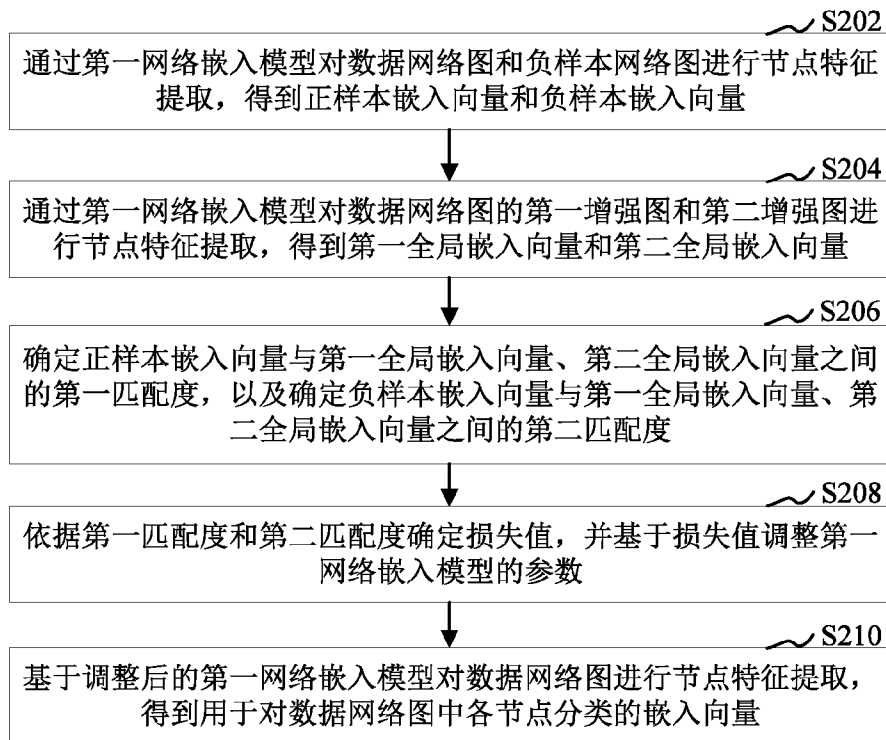 S202
通过第一网络嵌入模型对数据网络图和负样本网络图进行节点特征
提取，得到正样本嵌入向量和负样本嵌入向量
S204
通过第一网络嵌入模型对数据网络图的第一增强图和第二增强图进
行节点特征提取，得到第一全局嵌入向量和第二全局嵌入向量
S206
确定正样本嵌入向量与第一全局嵌入向量、第二全局嵌入向量之间
的第一匹配度，以及确定负样本嵌入向量与第一全局嵌入向量、第
二全局嵌入向量之间的第二匹配度
S208
依据第一匹配度和第二匹配度确定损失值，并基于损失值调整第一
网络嵌入模型的参数
S210
基于调整后的第一网络嵌入模型对数据网络图进行节点特征提取，
得到用于对数据网络图中各节点分类的嵌入向量